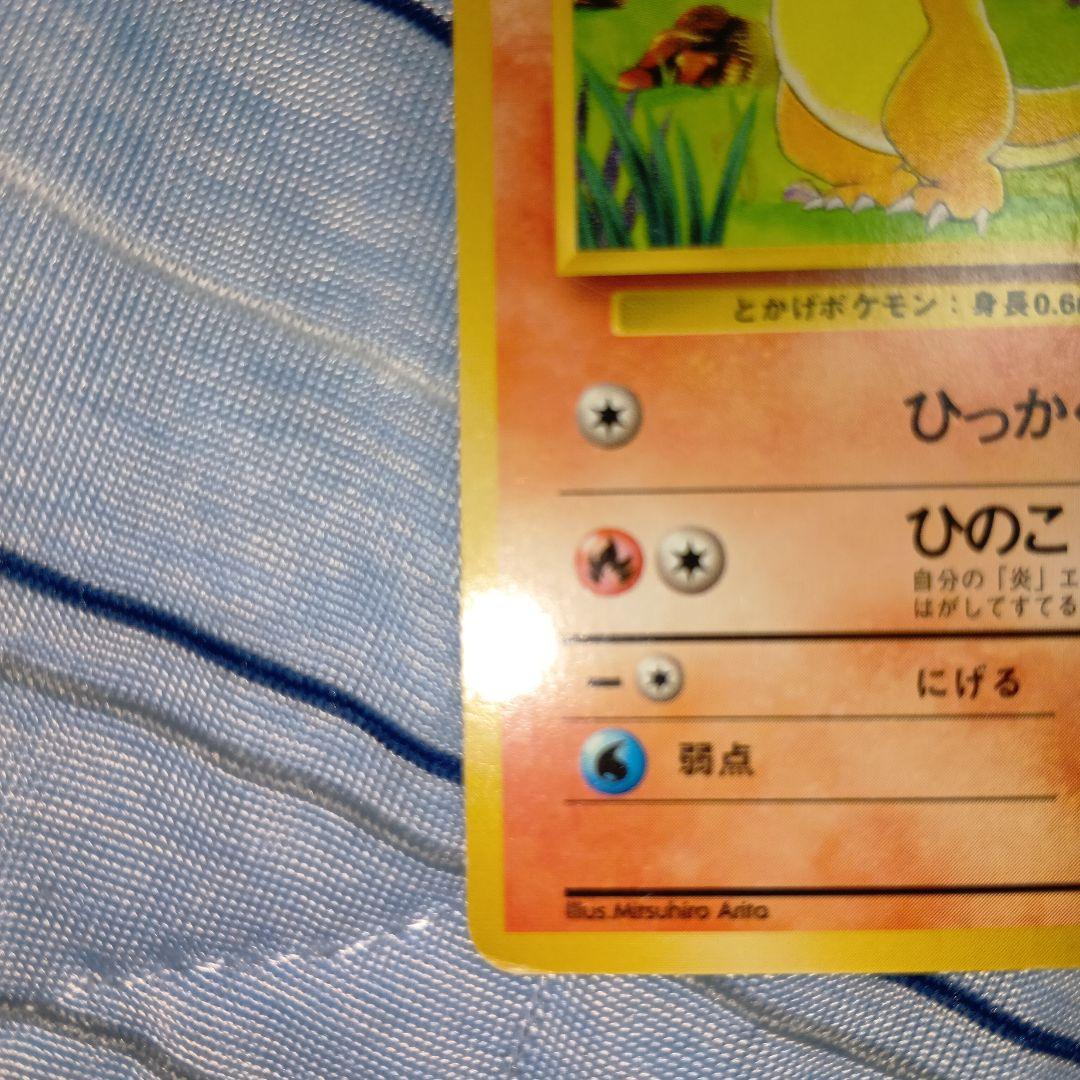 とかげポケモン：身長0.6
ひっか
ひのこ
自分の「炎」エ
はがしてすてる
にげる
弱点
Illus.Mitsuhiro Arita